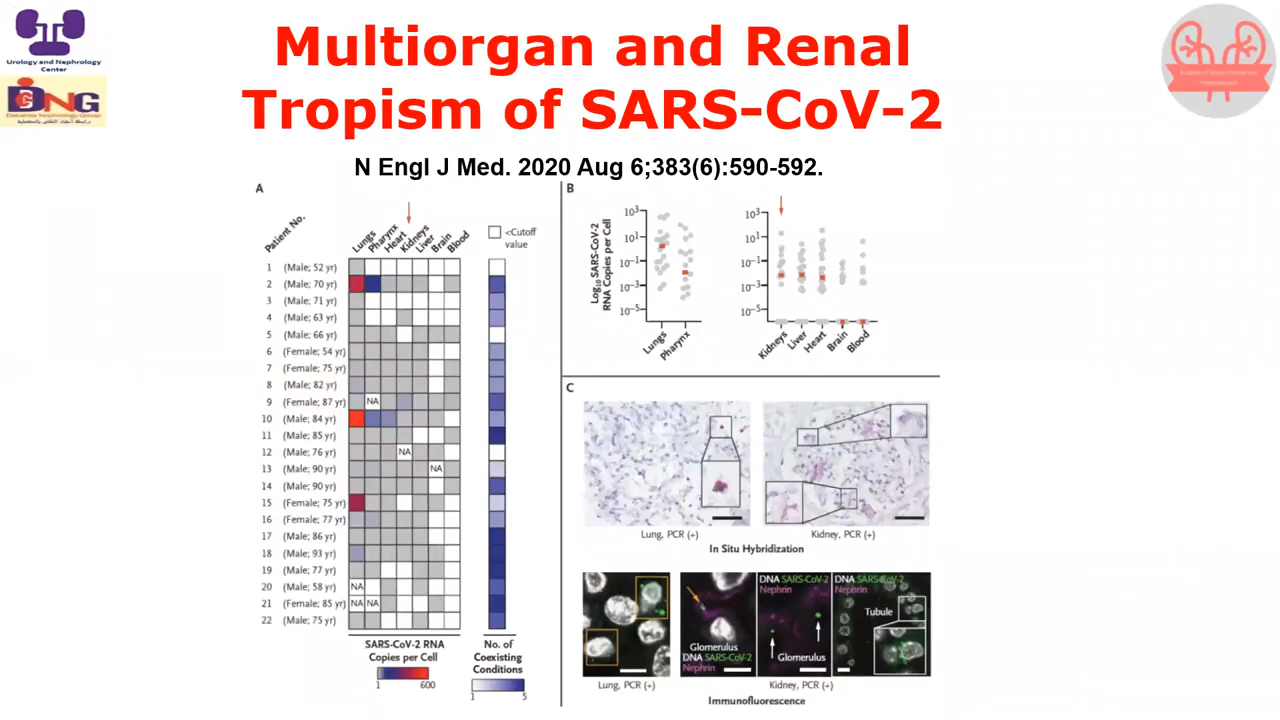 Urology and Nephrology
Center
DNG
Dakahlia Nephrology Group
Multiorgan and Renal
Tropism of SARS-CoV-2
N Engl J Med. 2020 Aug 6;383(6):590-592.
A
Patient No.
Lungs
Pharynx
Heart
Kidneys
Liver
Brain
Blood
<Cutoff
value
1 (Male; 52 yr)
2 (Male; 70 yr)
3 (Male; 71 yr)
4 (Male; 63 yr)
5 (Male; 66 yr)
6 (Female; 54 yr)
7 (Female; 75 yr)
8 (Male; 82 yr)
9 (Female; 87 yr) NA
10 (Male; 84 yr)
11 (Male; 85 yr)
12 (Male; 76 yr) NA
13 (Male; 90 yr) NA
14 (Male; 90 yr)
15 (Female; 75 yr)
16 (Female; 77 yr)
17 (Male; 86 yr)
18 (Male; 93 yr)
19 (Male; 77 yr)
20 (Male; 58 yr) NA
21 (Female; 85 yr) NA NA
22 (Male; 75 yr)
SARS-CoV-2 RNA
Copies per Cell
1 600
No. of
Coexisting
Conditions
1 5
B
Log10 SARS-CoV-2
RNA Copies per Cell
10³
10¹
10⁻¹
10⁻³
10⁻⁵
Lungs
Pharynx
10³
10¹
10⁻¹
10⁻³
10⁻⁵
Kidneys
Liver
Heart
Brain
Blood
C
Lung, PCR (+)
Kidney, PCR (+)
In Situ Hybridization
Glomerulus
DNA SARS-CoV-2
Nephrin
DNA SARS-CoV-2
Nephrin
Glomerulus
DNA SARS-CoV-2
Nephrin
Tubule
Lung, PCR (+)
Kidney, PCR (+)
Immunofluorescence